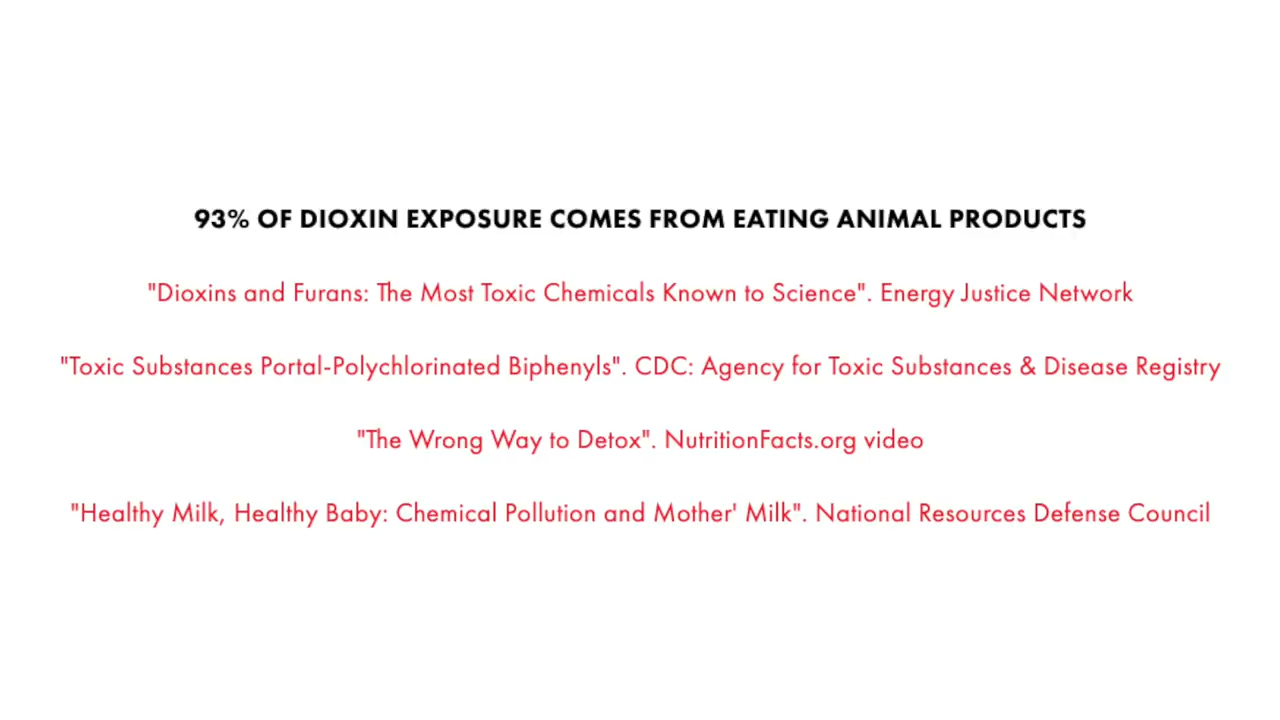 93% OF DIOXIN EXPOSURE COMES FROM EATING ANIMAL PRODUCTS
"Dioxins and Furans: The Most Toxic Chemicals Known to Science". Energy Justice Network
"Toxic Substances Portal-Polychlorinated Biphenyls". CDC: Agency for Toxic Substances & Disease Registry
"The Wrong Way to Detox". NutritionFacts.org video
"Healthy Milk, Healthy Baby: Chemical Pollution and Mother' Milk". National Resources Defense Council